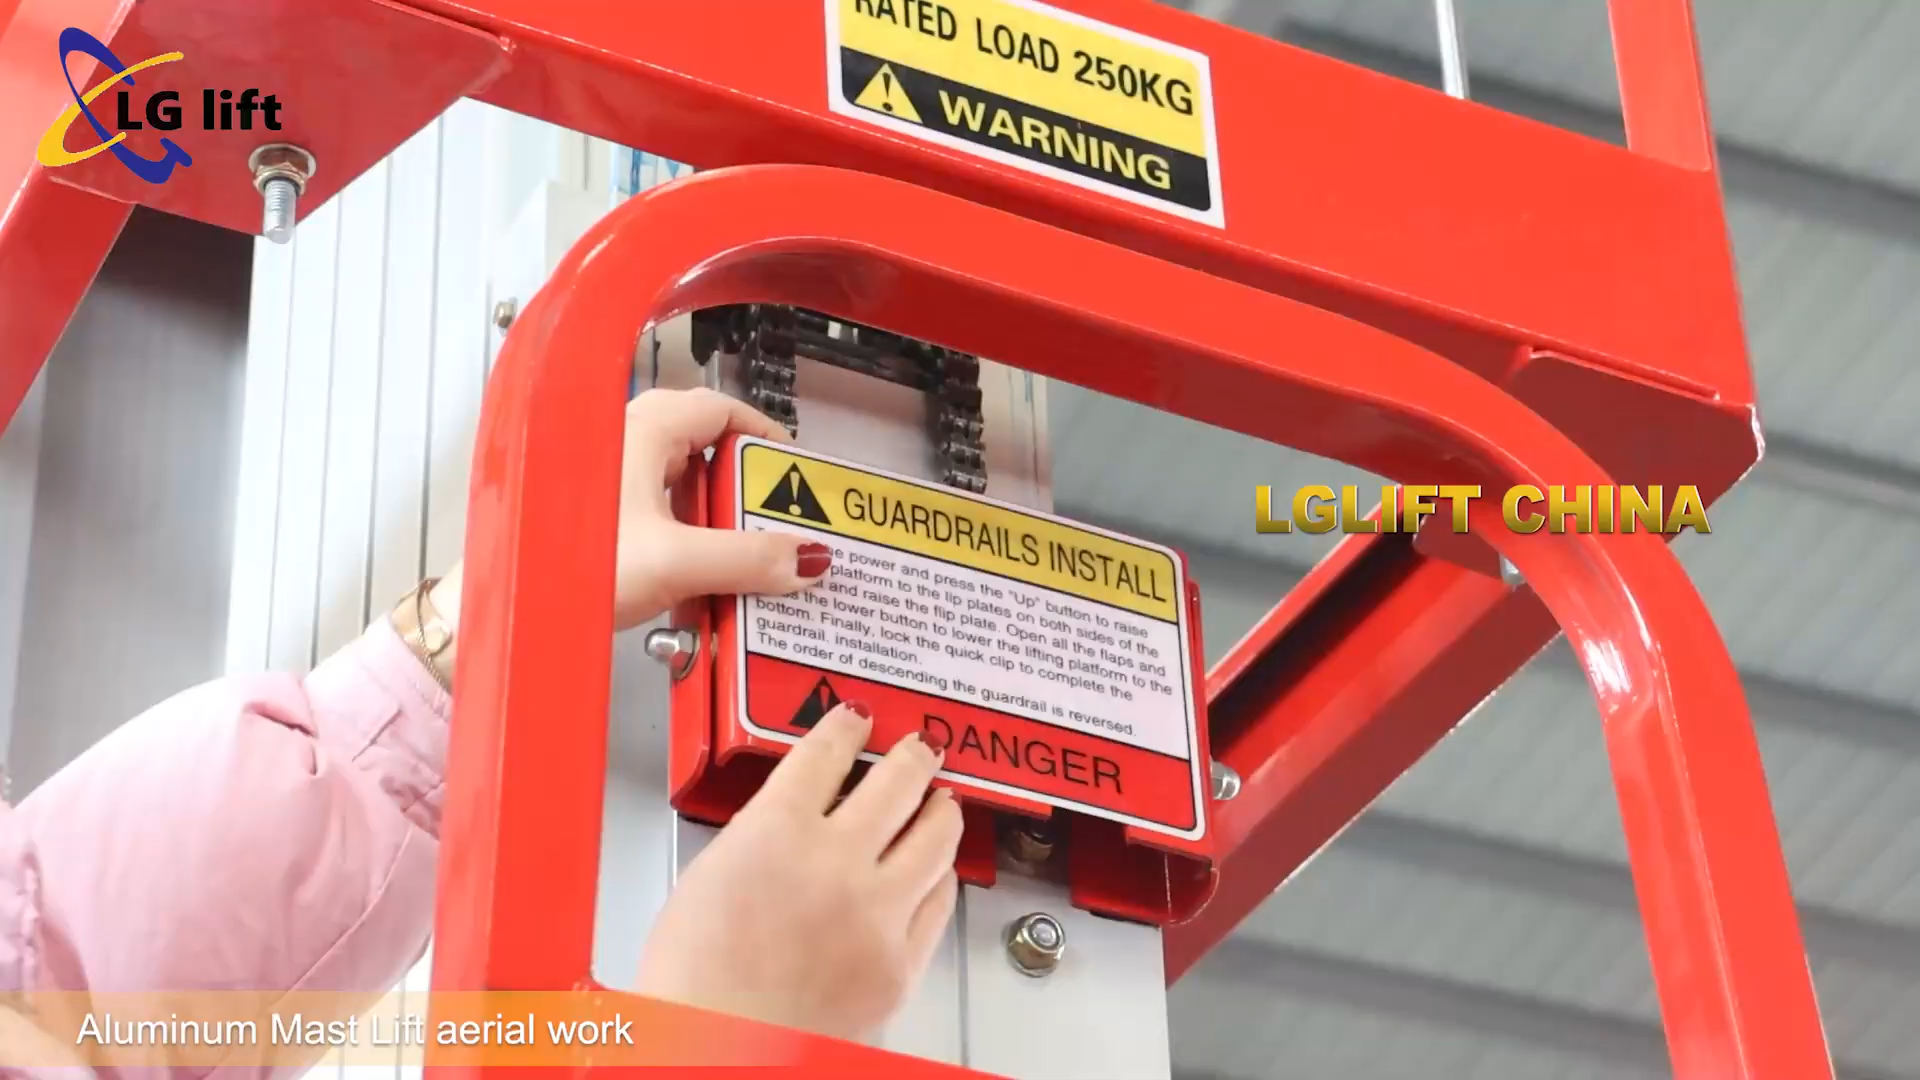 RATED LOAD 250KG
WARNING
LG lift
LGLIFT CHINA
GUARDRAILS INSTALL
power and press the "Up" button to raise
platform to the lip plates on both sides of the
and raise the flip plate. Open all the flaps and
the lower button to lower the lifting platform to the
bottom. Finally, lock the quick clip to complete the
guardrail. installation.
The order of descending the guardrail is reversed.
DANGER
Aluminum Mast Lift aerial work